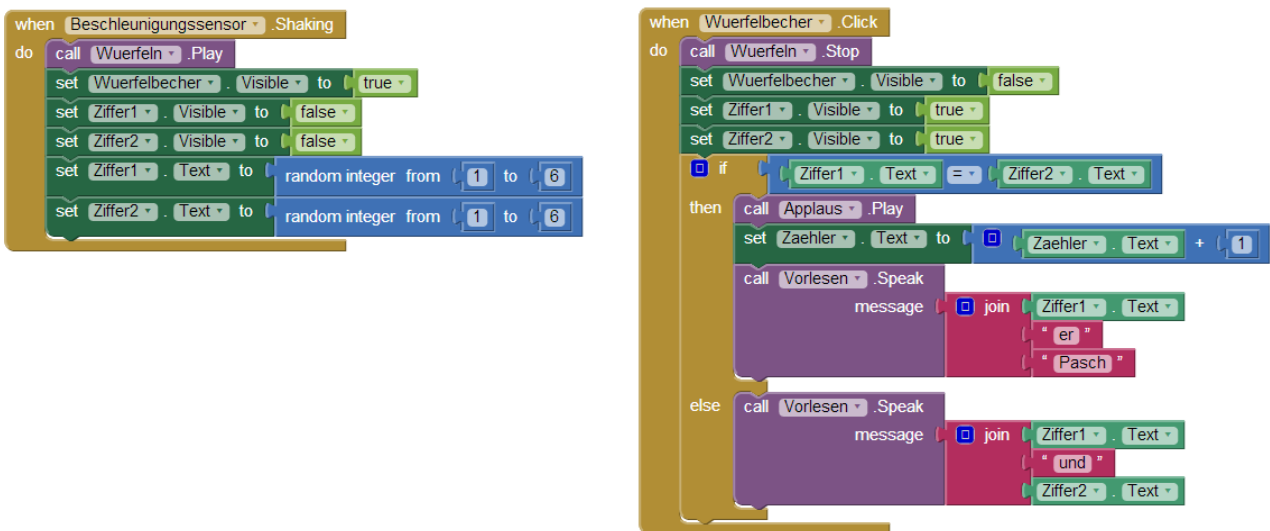 when Beschleunigungssensor .Shaking
do call Wuerfeln .Play
set Wuerfelbecher . Visible to true
set Ziffer1 . Visible to false
set Ziffer2 . Visible to false
set Ziffer1 . Text to random integer from 1 to 6
set Ziffer2 . Text to random integer from 1 to 6
when Wuerfelbecher .Click
do call Wuerfeln .Stop
set Wuerfelbecher . Visible to false
set Ziffer1 . Visible to true
set Ziffer2 . Visible to true
if Ziffer1 . Text = Ziffer2 . Text
then call Applaus .Play
set Zaehler . Text to Zaehler . Text + 1
call Vorlesen .Speak
message join Ziffer1 . Text
" er "
" Pasch "
else call Vorlesen .Speak
message join Ziffer1 . Text
" und "
Ziffer2 . Text